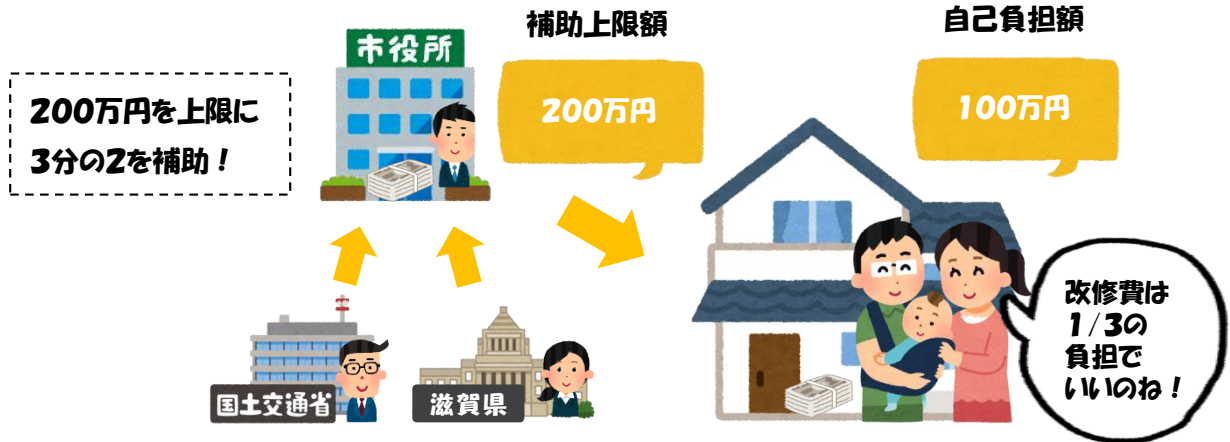 補助上限額
自己負担額
市役所
200万円を上限に
3分の2を補助！
200万円
100万円
改修費は
1/3の
負担で
いいのね！
国土交通省
滋賀県